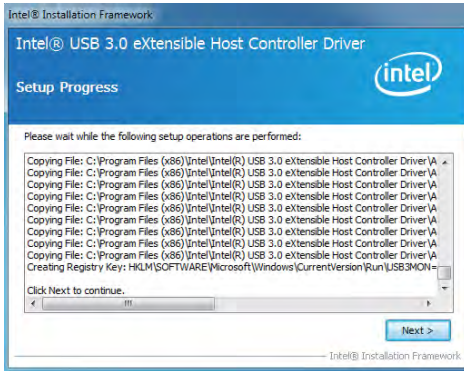 Intel® Installation Framework
Intel® USB 3.0 eXtensible Host Controller Driver
intel
Setup Progress
Please wait while the following setup operations are performed:
Copying File: C:\Program Files (x86)\Intel\Intel(R) USB 3.0 eXtensible Host Controller Driver\A
Copying File: C:\Program Files (x86)\Intel\Intel(R) USB 3.0 eXtensible Host Controller Driver\A
Copying File: C:\Program Files (x86)\Intel\Intel(R) USB 3.0 eXtensible Host Controller Driver\A
Copying File: C:\Program Files (x86)\Intel\Intel(R) USB 3.0 eXtensible Host Controller Driver\A
Copying File: C:\Program Files (x86)\Intel\Intel(R) USB 3.0 eXtensible Host Controller Driver\A
Copying File: C:\Program Files (x86)\Intel\Intel(R) USB 3.0 eXtensible Host Controller Driver\A
Copying File: C:\Program Files (x86)\Intel\Intel(R) USB 3.0 eXtensible Host Controller Driver\A
Copying File: C:\Program Files (x86)\Intel\Intel(R) USB 3.0 eXtensible Host Controller Driver\A
Copying File: C:\Program Files (x86)\Intel\Intel(R) USB 3.0 eXtensible Host Controller Driver\A
Creating Registry Key: HKLM\SOFTWARE\Microsoft\Windows\CurrentVersion\Run\USB3MON=
Click Next to continue.
Next >
Intel® Installation Framework